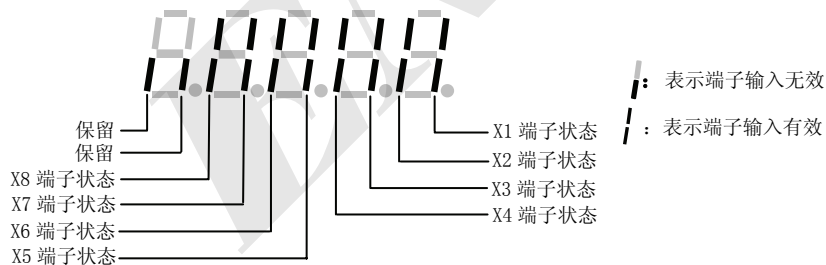 保留
保留
X8 端子状态
X7 端子状态
X6 端子状态
X5 端子状态
X1 端子状态
X2 端子状态
X3 端子状态
X4 端子状态
：表示端子输入无效
：表示端子输入有效